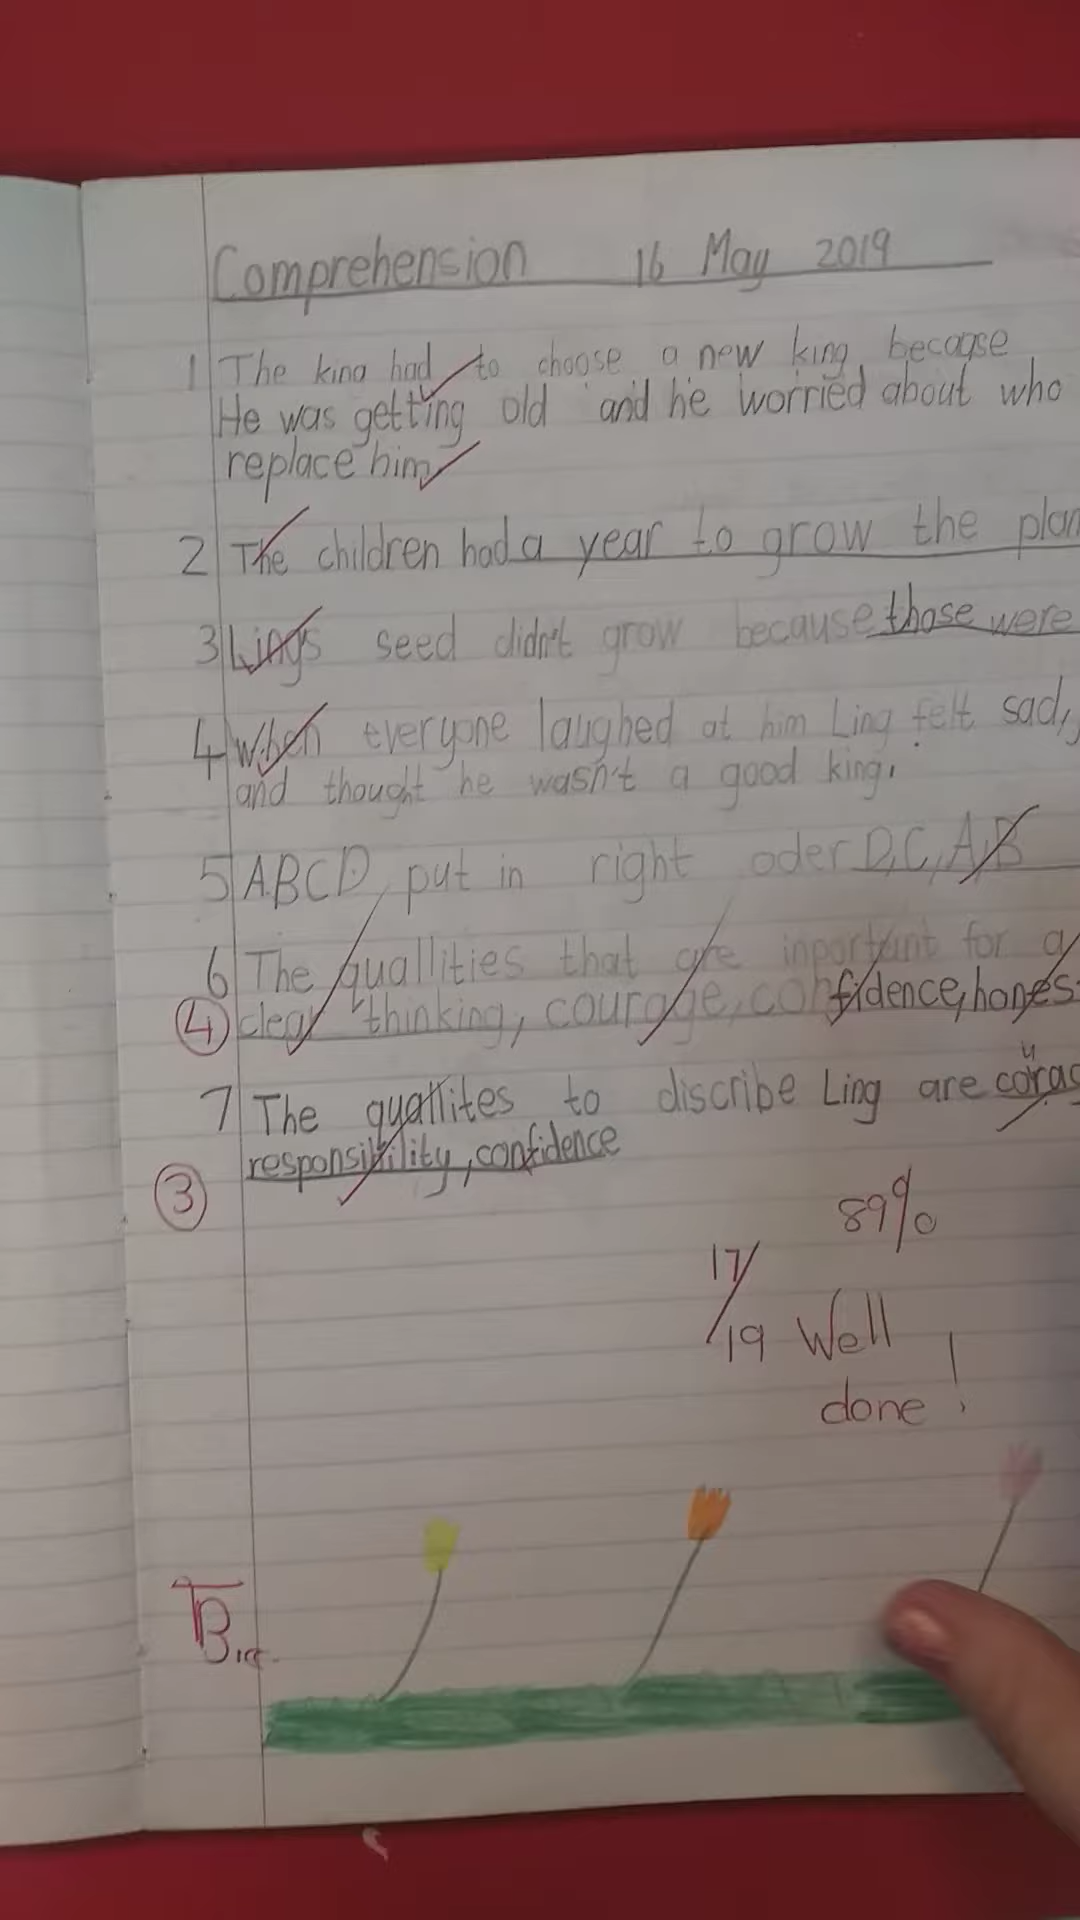 Comprehension 16 May 2019
1 The king had to choose a new king becaqse
He was getting old and he worried about who
replace him
2 The children had a year to grow the plan
3 Lings seed didn't grow because those were
4 When everyone laughed at him Ling felt sad,
and thought he wasn't a good king.
5 ABCD, put in right oder D,C,A,B
6 The quallities that are inportant for a
4 clear thinking, courage, confidence, hones
7 The quallites to discribe Ling are
responsibility, confidence
3
89%
17/19 Well
done!